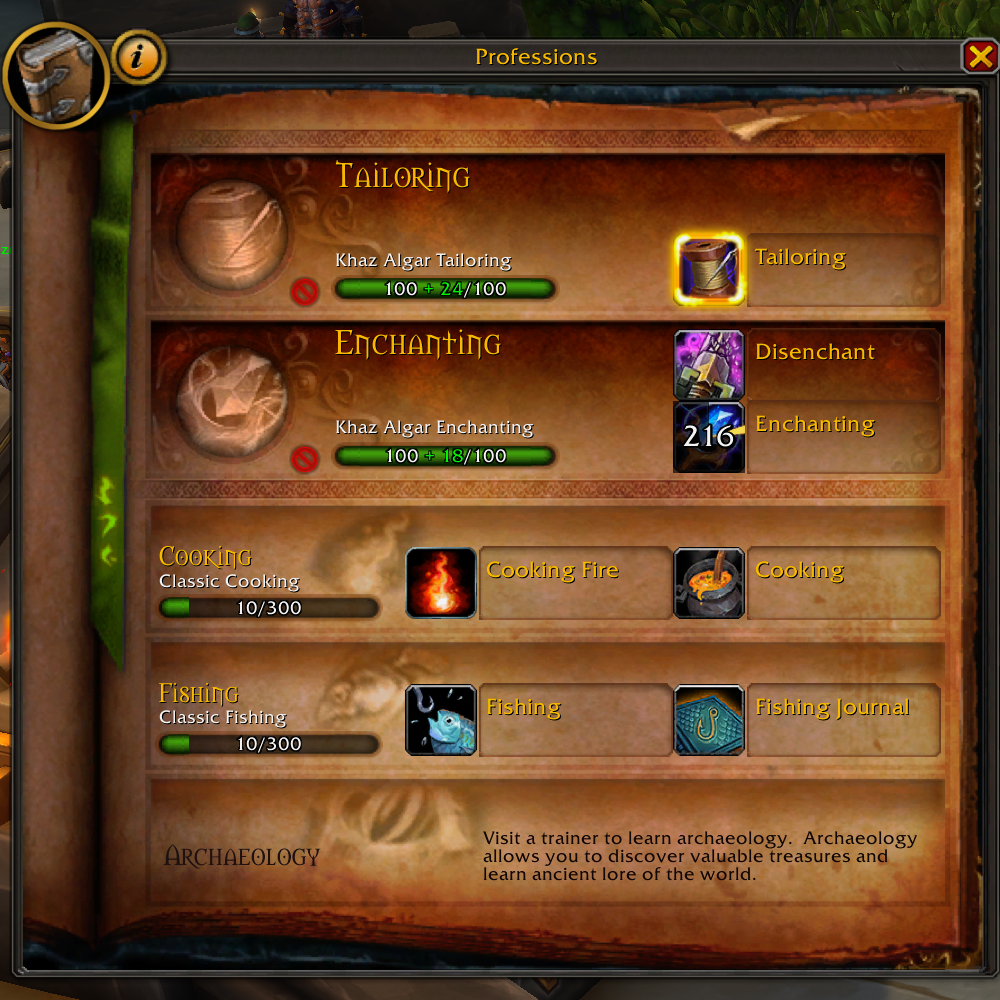 i
Professions
Tailoring
Khaz Algar Tailoring
100 + 24/100
Tailoring
Enchanting
Disenchant
Khaz Algar Enchanting
100 + 18/100
216
Enchanting
Cooking
Classic Cooking
10/300
Cooking Fire
Cooking
Fishing
Classic Fishing
10/300
Fishing
Fishing Journal
Archaeology
Visit a trainer to learn archaeology.  Archaeology
allows you to discover valuable treasures and
learn ancient lore of the world.